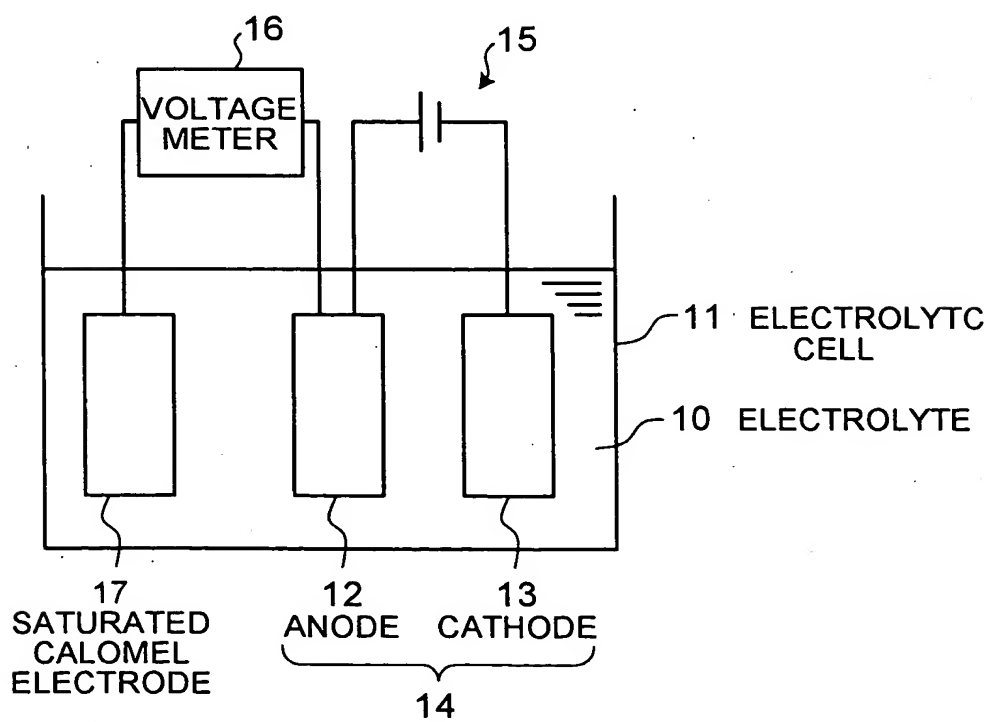 16
15
VOLTAGE
METER
11 ELECTROLYTC
CELL
10 ELECTROLYTE
17
SATURATED
CALOMEL
ELECTRODE
12
ANODE
13
CATHODE
14